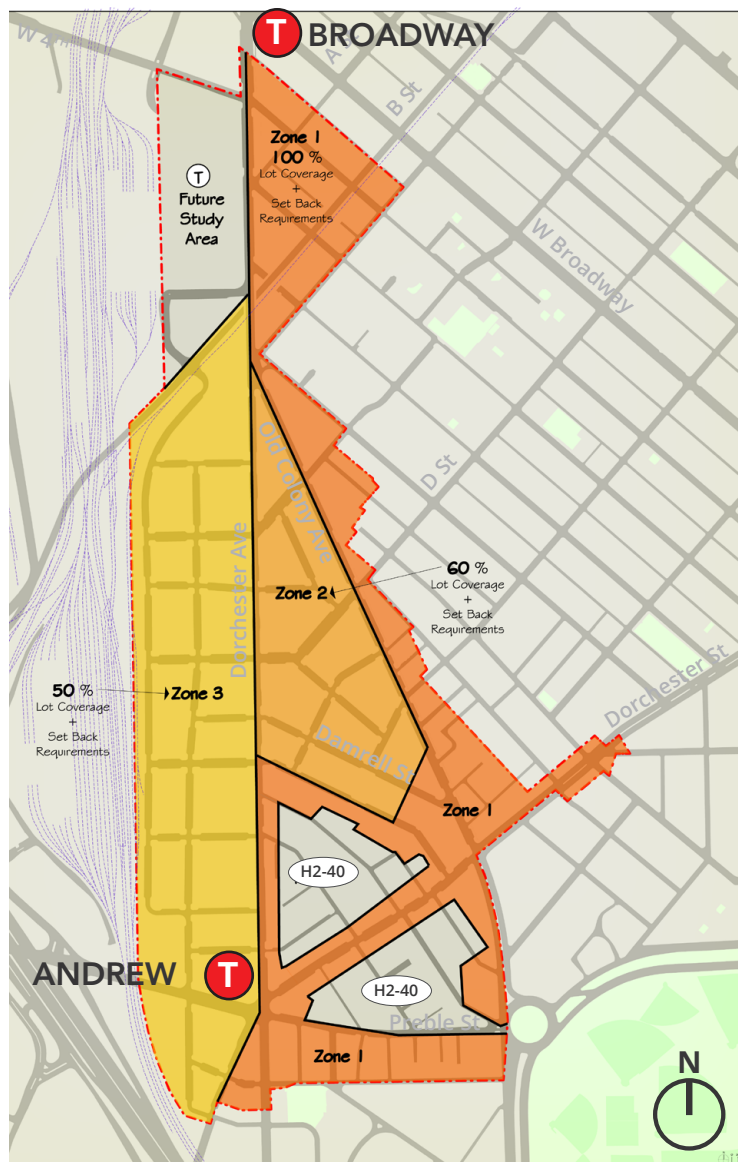 T BROADWAY
W 4TH
A St
B St
Zone 1
100 %
Lot Coverage
+
Set Back
Requirements
T
Future
Study
Area
W Broadway
Old Colony Ave
D St
Dorchester Ave
60 %
Lot Coverage
+
Set Back
Requirements
Zone 2
Dorchester St
50 %
Lot Coverage
+
Set Back
Requirements
Zone 3
Damrell St
Zone 1
H2-40
ANDREW T
H2-40
Preble St
Zone 1
N